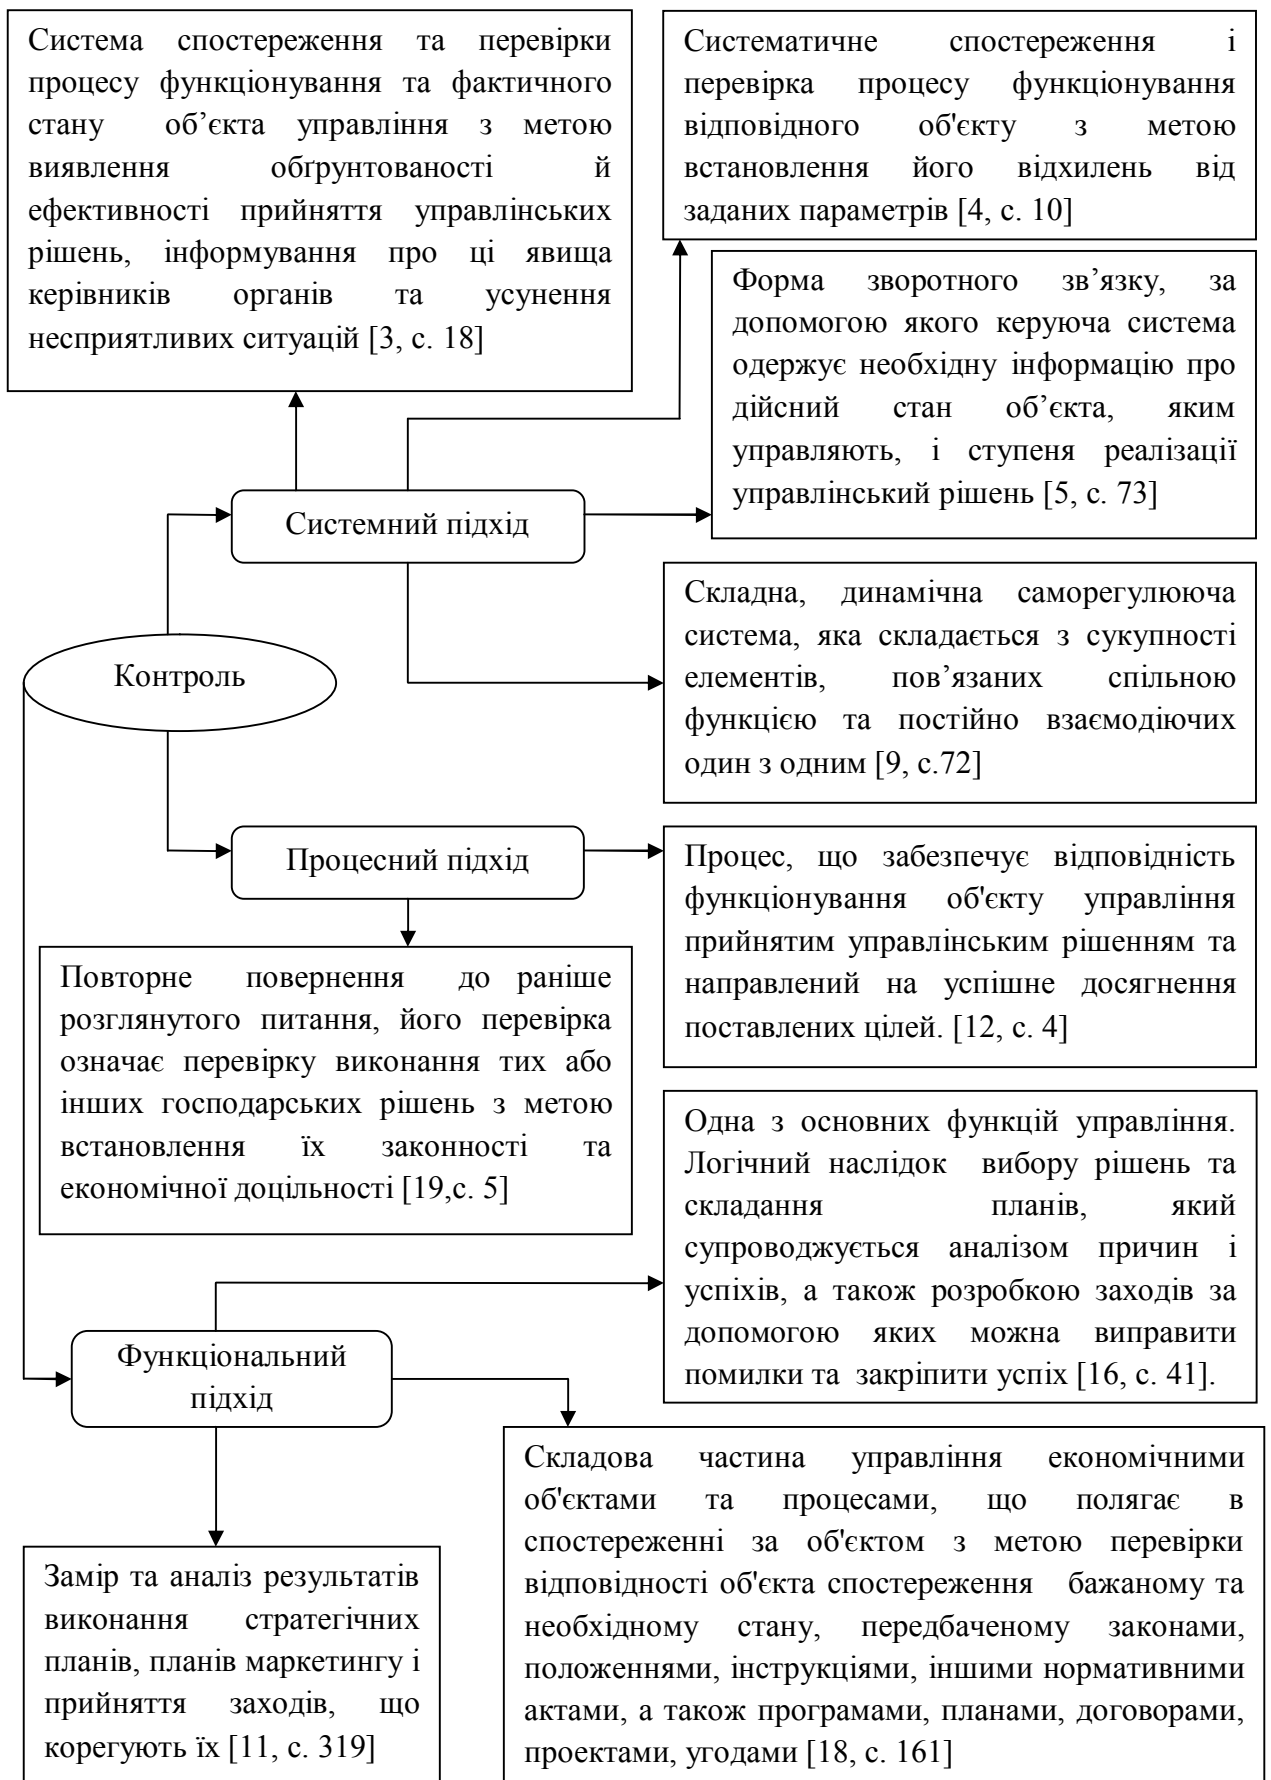 Система спостереження та перевірки
процесу функціонування та фактичного
стану об’єкта управління з метою
виявлення обґрунтованості й
ефективності прийняття управлінських
рішень, інформування про ці явища
керівників органів та усунення
несприятливих ситуацій [3, с. 18]
Систематичне спостереження і
перевірка процесу функціонування
відповідного об'єкту з метою
встановлення його відхилень від
заданих параметрів [4, с. 10]
Форма зворотного зв’язку, за
допомогою якого керуюча система
одержує необхідну інформацію про
дійсний стан об’єкта, яким
управляють, і ступеня реалізації
управлінський рішень [5, с. 73]
Системний підхід
Складна, динамічна саморегулююча
система, яка складається з сукупності
елементів, пов’язаних спільною
функцією та постійно взаємодіючих
один з одним [9, с.72]
Контроль
Процесний підхід
Процес, що забезпечує відповідність
функціонування об'єкту управління
прийнятим управлінським рішенням та
направлений на успішне досягнення
поставлених цілей. [12, с. 4]
Повторне повернення до раніше
розглянутого питання, його перевірка
означає перевірку виконання тих або
інших господарських рішень з метою
встановлення їх законності та
економічної доцільності [19,с. 5]
Одна з основних функцій управління.
Логічний наслідок вибору рішень та
складання планів, який
супроводжується аналізом причин і
успіхів, а також розробкою заходів за
допомогою яких можна виправити
помилки та закріпити успіх [16, с. 41].
Функціональний
підхід
Складова частина управління економічними
об'єктами та процесами, що полягає в
спостереженні за об'єктом з метою перевірки
відповідності об'єкта спостереження бажаному та
необхідному стану, передбаченому законами,
положеннями, інструкціями, іншими нормативними
актами, а також програмами, планами, договорами,
проектами, угодами [18, с. 161]
Замір та аналіз результатів
виконання стратегічних
планів, планів маркетингу і
прийняття заходів, що
корегують їх [11, с. 319]